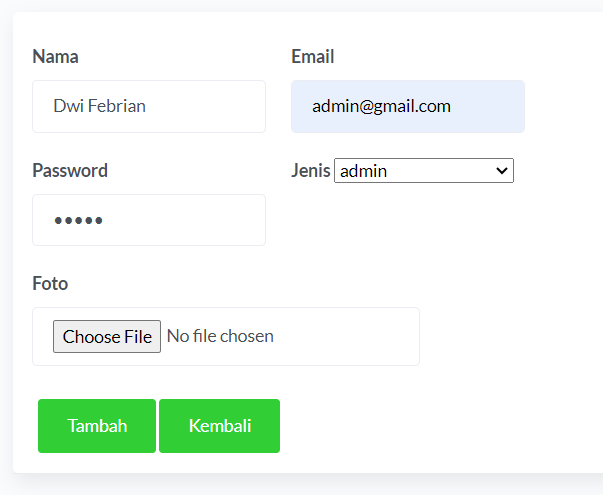 Nama Email
Dwi Febrian admin@gmail.com
Password Jenis admin
•••••
Foto
Choose File No file chosen
Tambah Kembali